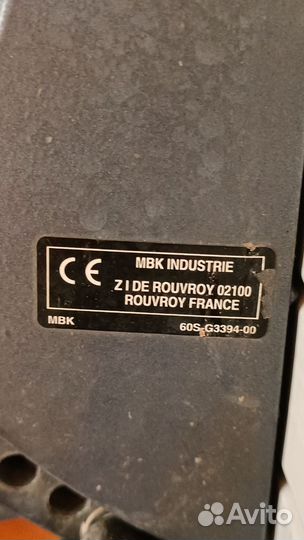 CE
MBK INDUSTRIE
Z I DE ROUVROY 02100
ROUVROY FRANCE
MBK 60S-G3394-00
Avito